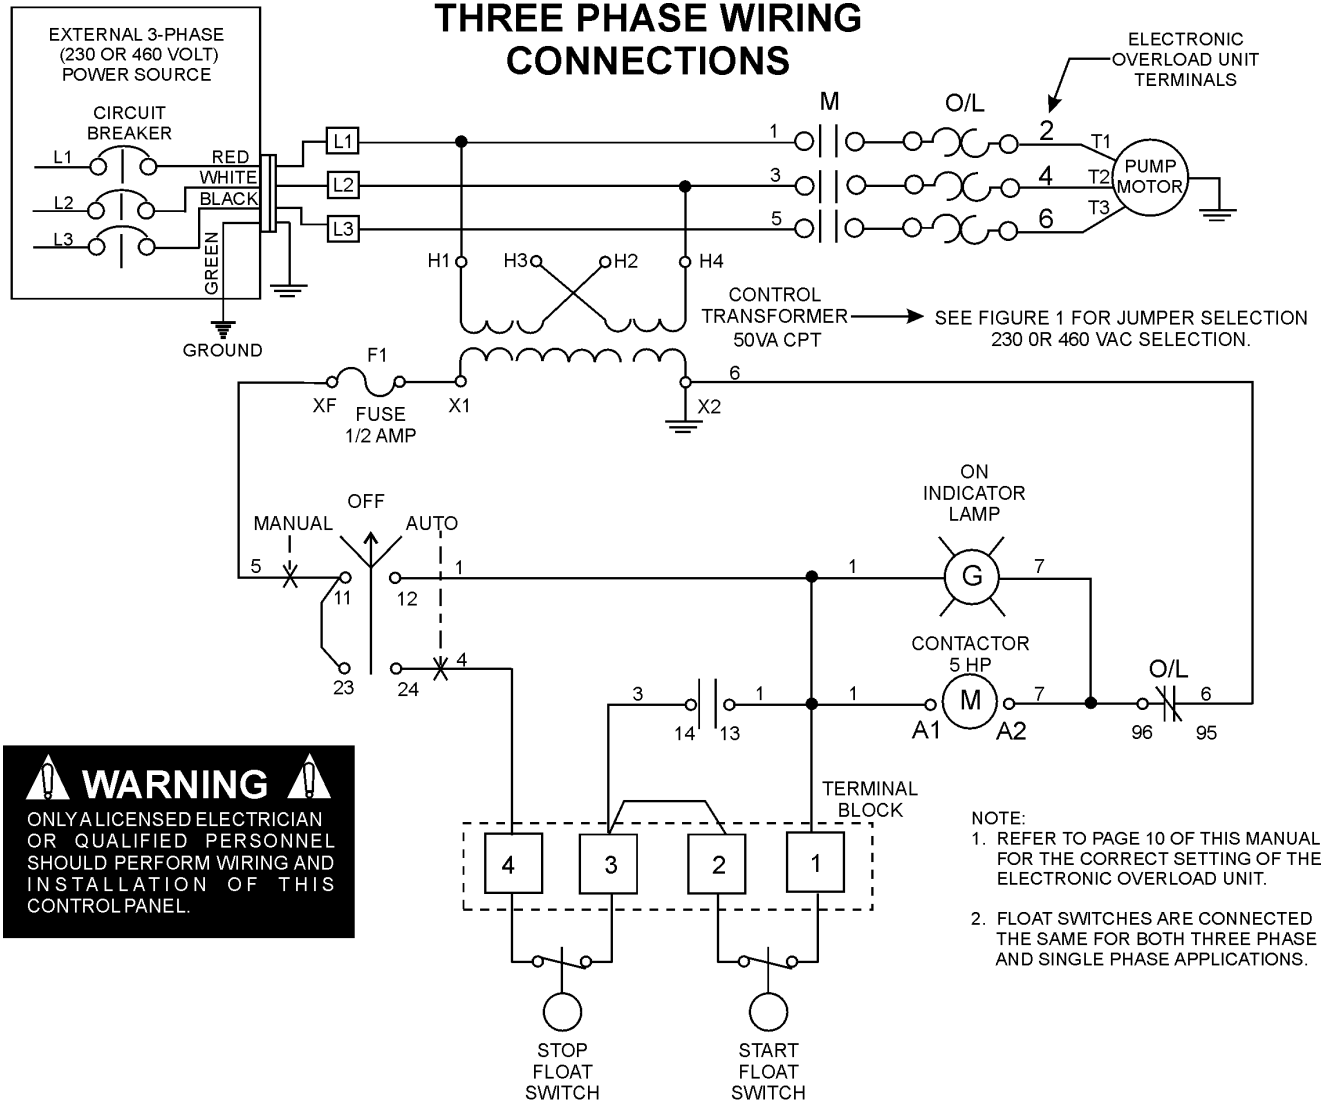 THREE PHASE WIRING
CONNECTIONS
EXTERNAL 3-PHASE
(230 OR 460 VOLT)
POWER SOURCE
CIRCUIT
BREAKER
L1
L2
L3
RED
WHITE
BLACK
GREEN
GROUND
L1
L2
L3
M
O/L
1
3
5
2
4
6
T1
T2
T3
PUMP
MOTOR
ELECTRONIC
OVERLOAD UNIT
TERMINALS
H1
H3
H2
H4
CONTROL
TRANSFORMER
50VA CPT
SEE FIGURE 1 FOR JUMPER SELECTION
230 0R 460 VAC SELECTION.
F1
XF
FUSE
1/2 AMP
X1
X2
6
OFF
MANUAL
AUTO
5
11
12
1
23
24
4
1
ON
INDICATOR
LAMP
G
7
CONTACTOR
5 HP
3
14
13
1
1
A1
M
A2
7
O/L
96
95
6
TERMINAL
BLOCK
4
3
2
1
STOP
FLOAT
SWITCH
START
FLOAT
SWITCH
WARNING
ONLY A LICENSED ELECTRICIAN
OR QUALIFIED PERSONNEL
SHOULD PERFORM WIRING AND
INSTALLATION OF THIS
CONTROL PANEL.
NOTE:
1. REFER TO PAGE 10 OF THIS MANUAL
FOR THE CORRECT SETTING OF THE
ELECTRONIC OVERLOAD UNIT.
2. FLOAT SWITCHES ARE CONNECTED
THE SAME FOR BOTH THREE PHASE
AND SINGLE PHASE APPLICATIONS.